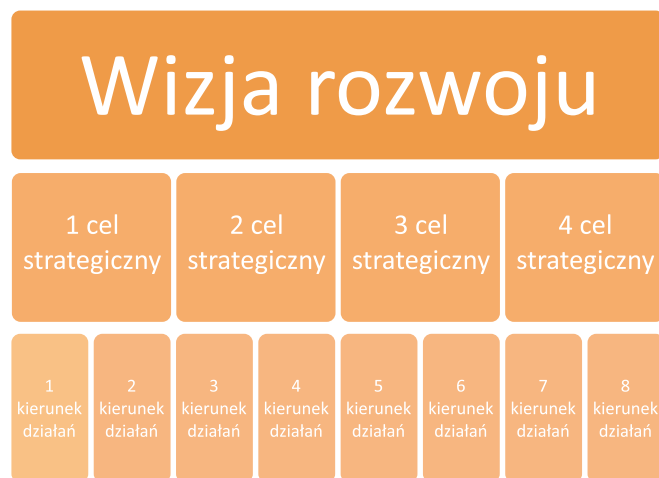 Wizja rozwoju
1 cel
strategiczny
2 cel
strategiczny
3 cel
strategiczny
4 cel
strategiczny
1
kierunek
działań
2
kierunek
działań
3
kierunek
działań
4
kierunek
działań
5
kierunek
działań
6
kierunek
działań
7
kierunek
działań
8
kierunek
działań